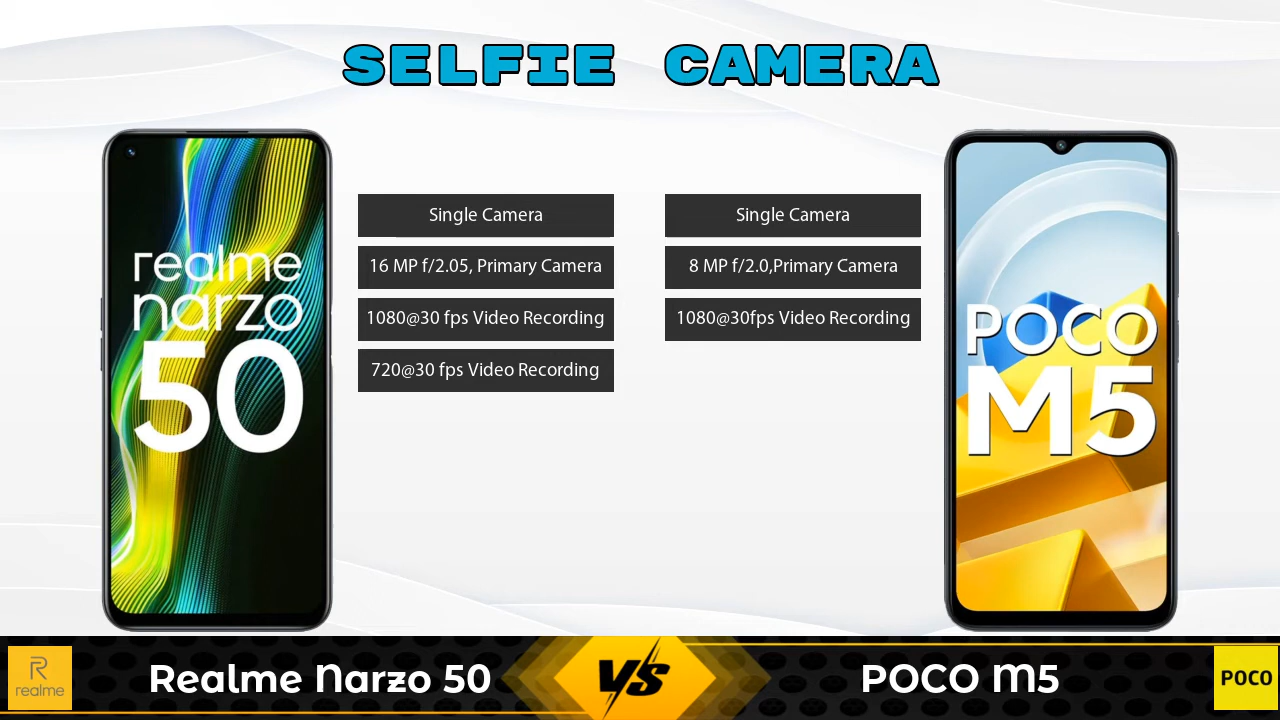 SELFIE CAMERA
realme
narzo
50
Single Camera
16 MP f/2.05, Primary Camera
1080@30 fps Video Recording
720@30 fps Video Recording
Single Camera
8 MP f/2.0,Primary Camera
1080@30fps Video Recording
POCO
M5
R
realme
Realme Narzo 50
VS
POCO M5
POCO